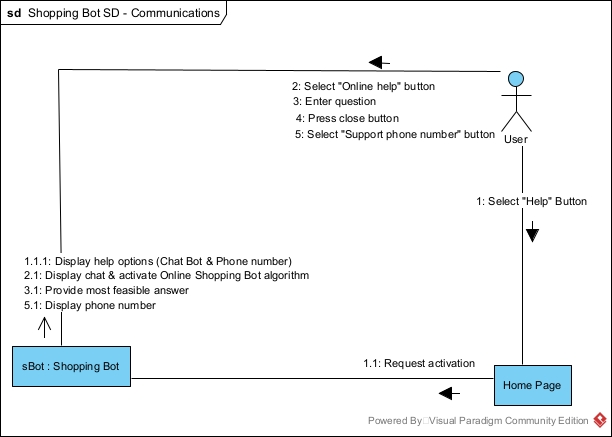 sd Shopping Bot SD - Communications
2: Select "Online help" button
3: Enter question
4: Press close button
5: Select "Support phone number" button
User
1: Select "Help" Button
1.1.1: Display help options (Chat Bot & Phone number)
2.1: Display chat & activate Online Shopping Bot algorithm
3.1: Provide most feasible answer
5.1: Display phone number
sBot : Shopping Bot
1.1: Request activation
Home Page
Powered By Visual Paradigm Community Edition